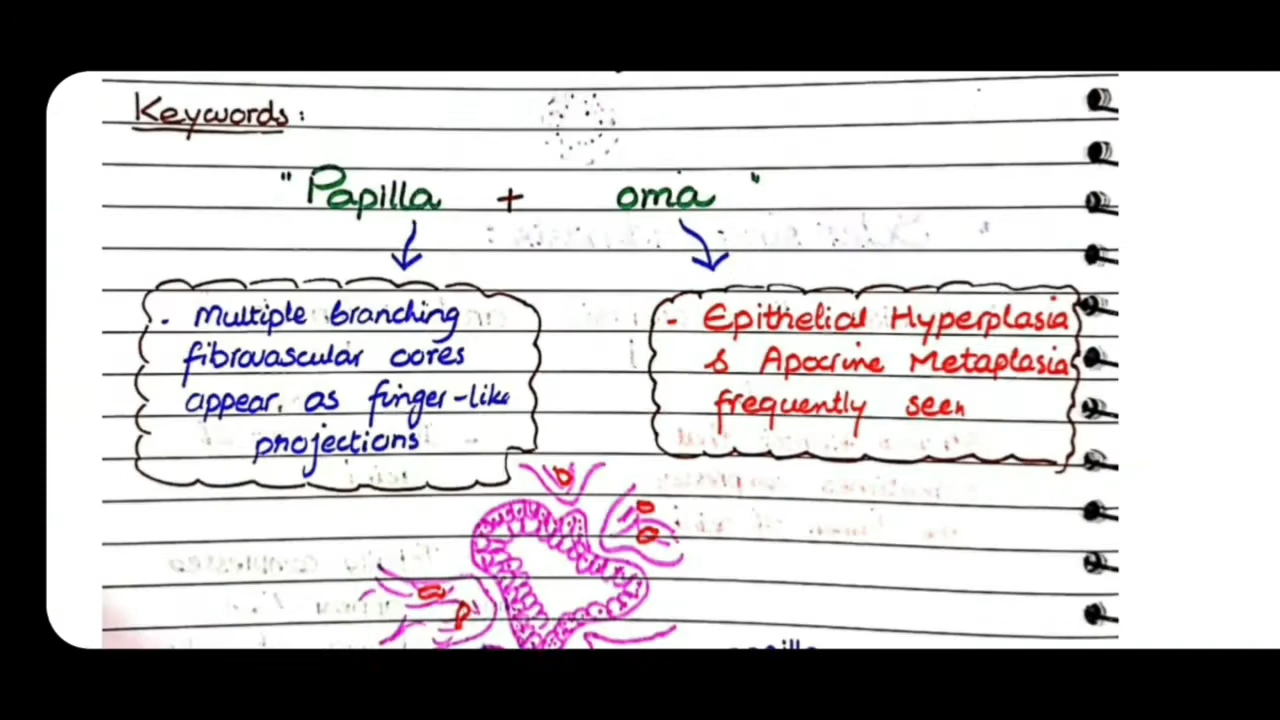 Keywords:
"Papilla + oma"
- Multiple branching
fibrovascular cores
appear as finger-like
projections
- Epithelial Hyperplasia
& Apocrine Metaplasia
frequently seen